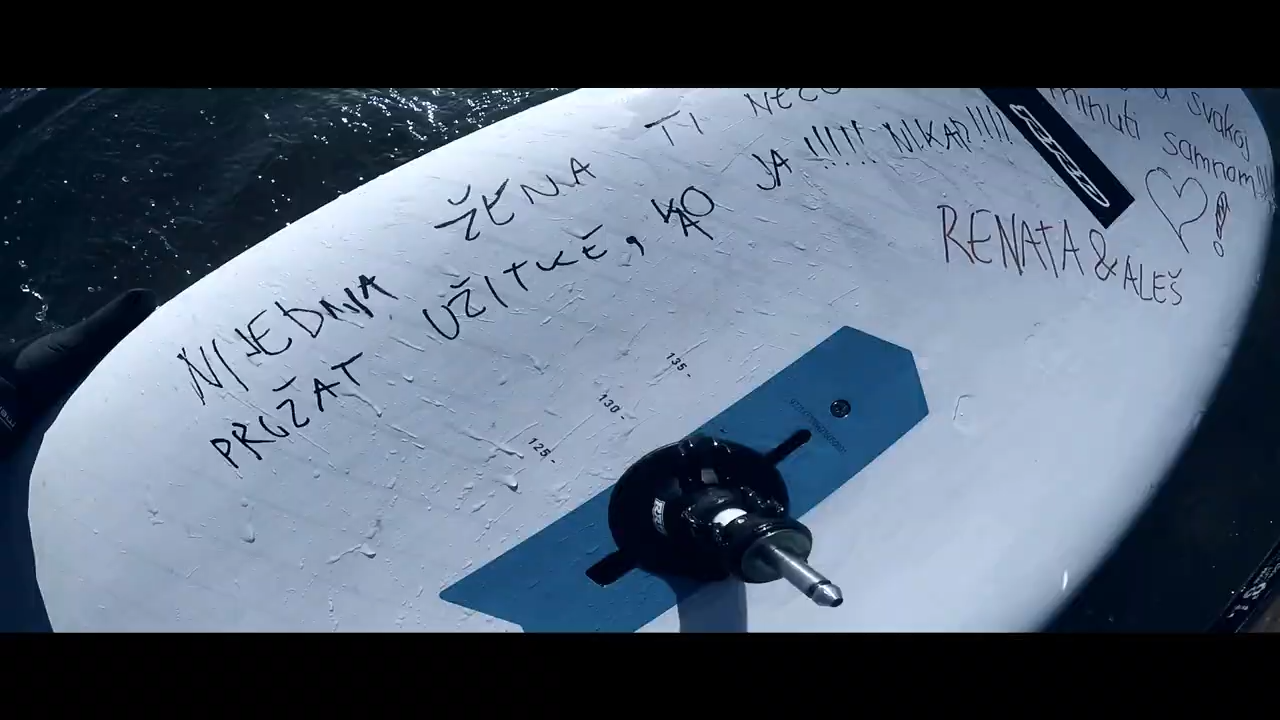 NIJEDNA ŽENA TI NEĆE
PRUŽAT UŽITKE, KAO JA !!!!! NIKAD!!!!
u svakoj
minuti
samnom!!!
RENATA & ALEŠ
135-
130-
125-